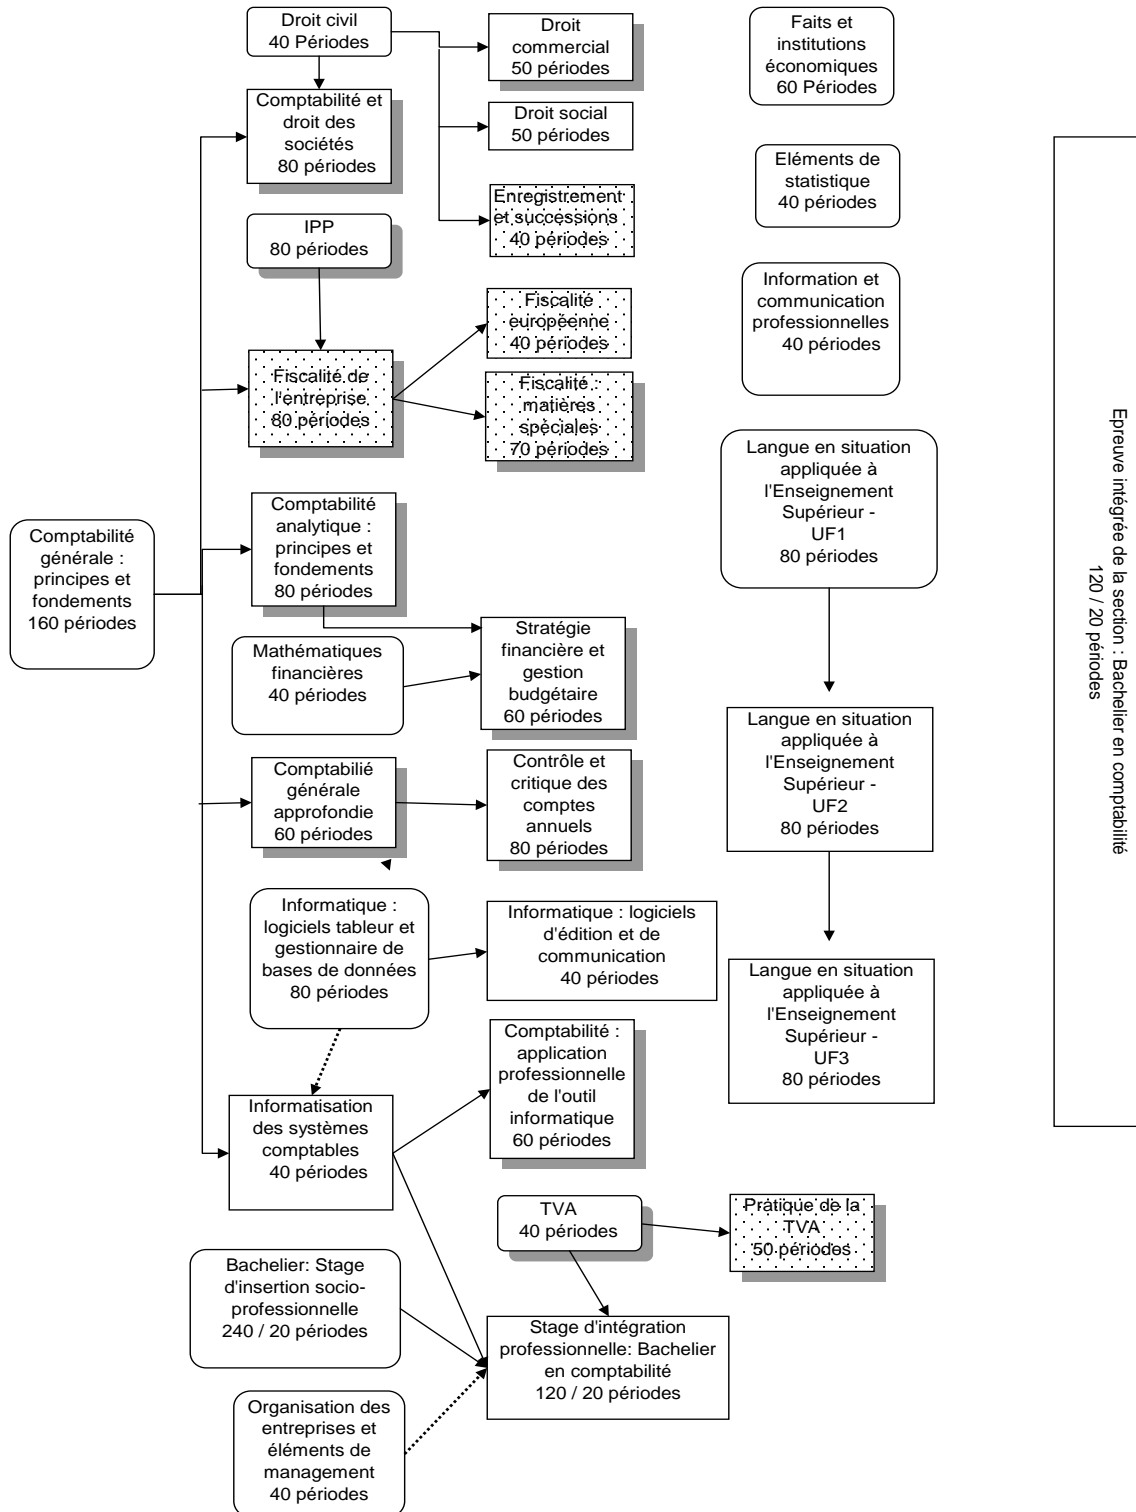 Droit civil
40 Périodes
Droit
commercial
50 périodes
Faits et
institutions
économiques
60 Périodes
Comptabilité et
droit des
sociétés
80 périodes
Droit social
50 périodes
Eléments de
statistique
40 périodes
Enregistrement
et successions
40 périodes
IPP
80 périodes
Information et
communication
professionnelles
40 périodes
Fiscalité
européenne
40 périodes
Fiscalité de
l'entreprise
80 périodes
Fiscalité :
matières
spéciales
70 périodes
Langue en situation
appliquée à
l'Enseignement
Supérieur -
UF1
80 périodes
Epreuve intégrée de la section : Bachelier en comptabilité
120 / 20 périodes
Comptabilité
générale :
principes et
fondements
160 périodes
Comptabilité
analytique :
principes et
fondements
80 périodes
Mathématiques
financières
40 périodes
Stratégie
financière et
gestion
budgétaire
60 périodes
Langue en situation
appliquée à
l'Enseignement
Supérieur -
UF2
80 périodes
Comptabilié
générale
approfondie
60 périodes
Contrôle et
critique des
comptes
annuels
80 périodes
Informatique :
logiciels tableur et
gestionnaire de
bases de données
80 périodes
Informatique : logiciels
d'édition et de
communication
40 périodes
Langue en situation
appliquée à
l'Enseignement
Supérieur -
UF3
80 périodes
Comptabilité :
application
professionnelle
de l'outil
informatique
60 périodes
Informatisation
des systèmes
comptables
40 périodes
TVA
40 périodes
Pratique de la
TVA
50 périodes
Bachelier: Stage
d'insertion socio-
professionnelle
240 / 20 périodes
Stage d'intégration
professionnelle: Bachelier
en comptabilité
120 / 20 périodes
Organisation des
entreprises et
éléments de
management
40 périodes